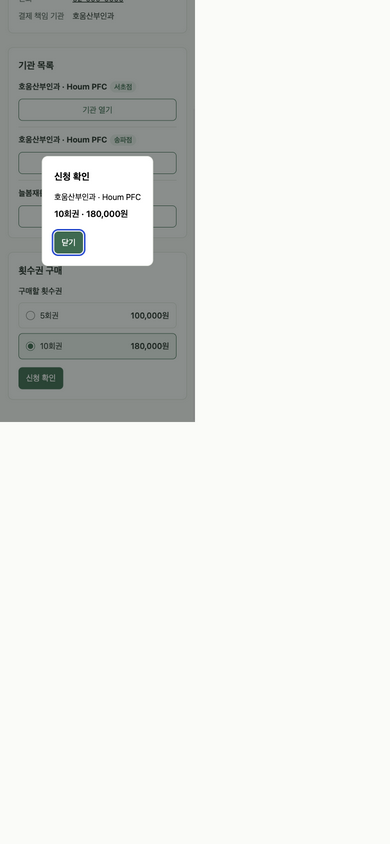 결제 책임 기관 호움산부인과
기관 목록
호움산부인과 · Houm PFC 서초점
기관 열기
호움산부인과 · Houm PFC 송파점
신청 확인
호움산부인과 · Houm PFC
10회권 · 180,000원
닫기
횟수권 구매
구매할 횟수권
5회권 100,000원
10회권 180,000원
신청 확인